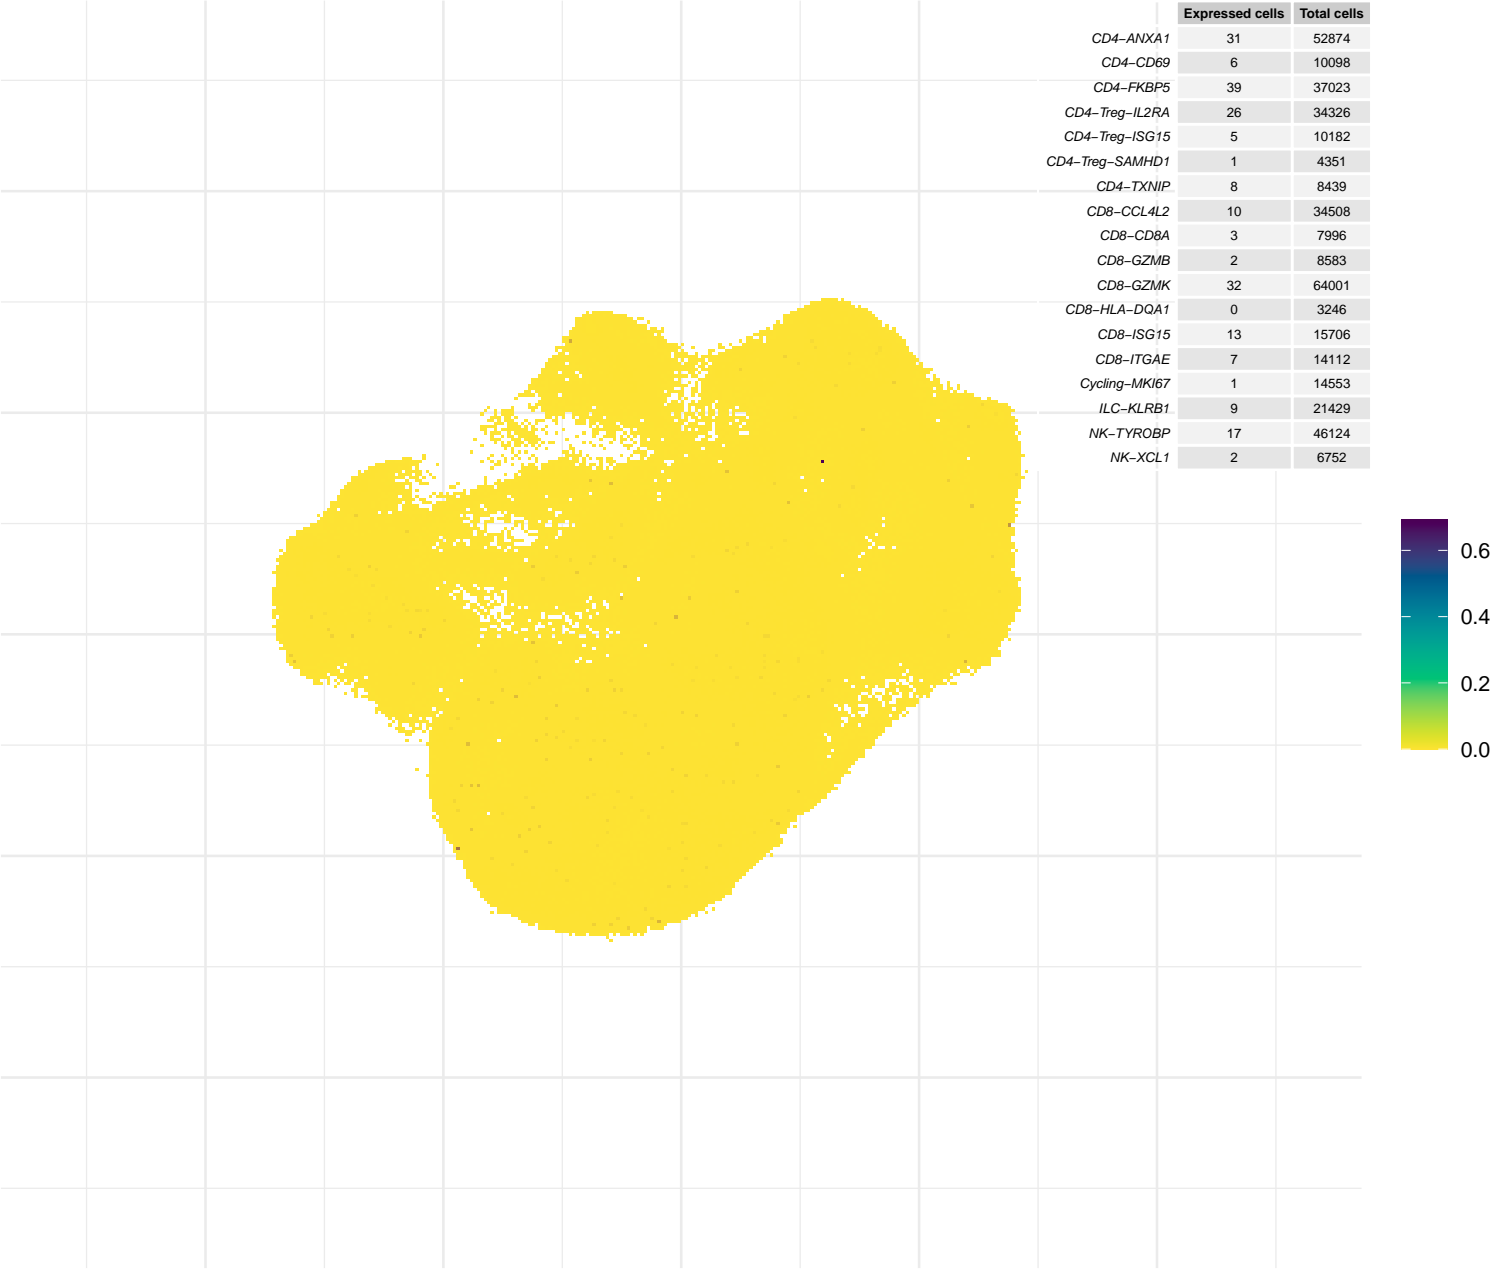 Expressed cells Total cells
CD4−ANXA1 31 52874
CD4−CD69 6 10098
CD4−FKBP5 39 37023
CD4−Treg−IL2RA 26 34326
CD4−Treg−ISG15 5 10182
CD4−Treg−SAMHD1 1 4351
CD4−TXNIP 8 8439
CD8−CCL4L2 10 34508
CD8−CD8A 3 7996
CD8−GZMB 2 8583
CD8−GZMK 32 64001
CD8−HLA−DQA1 0 3246
CD8−ISG15 13 15706
CD8−ITGAE 7 14112
Cycling−MKI67 1 14553
ILC−KLRB1 9 21429
NK−TYROBP 17 46124
NK−XCL1 2 6752
0.6
0.4
0.2
0.0